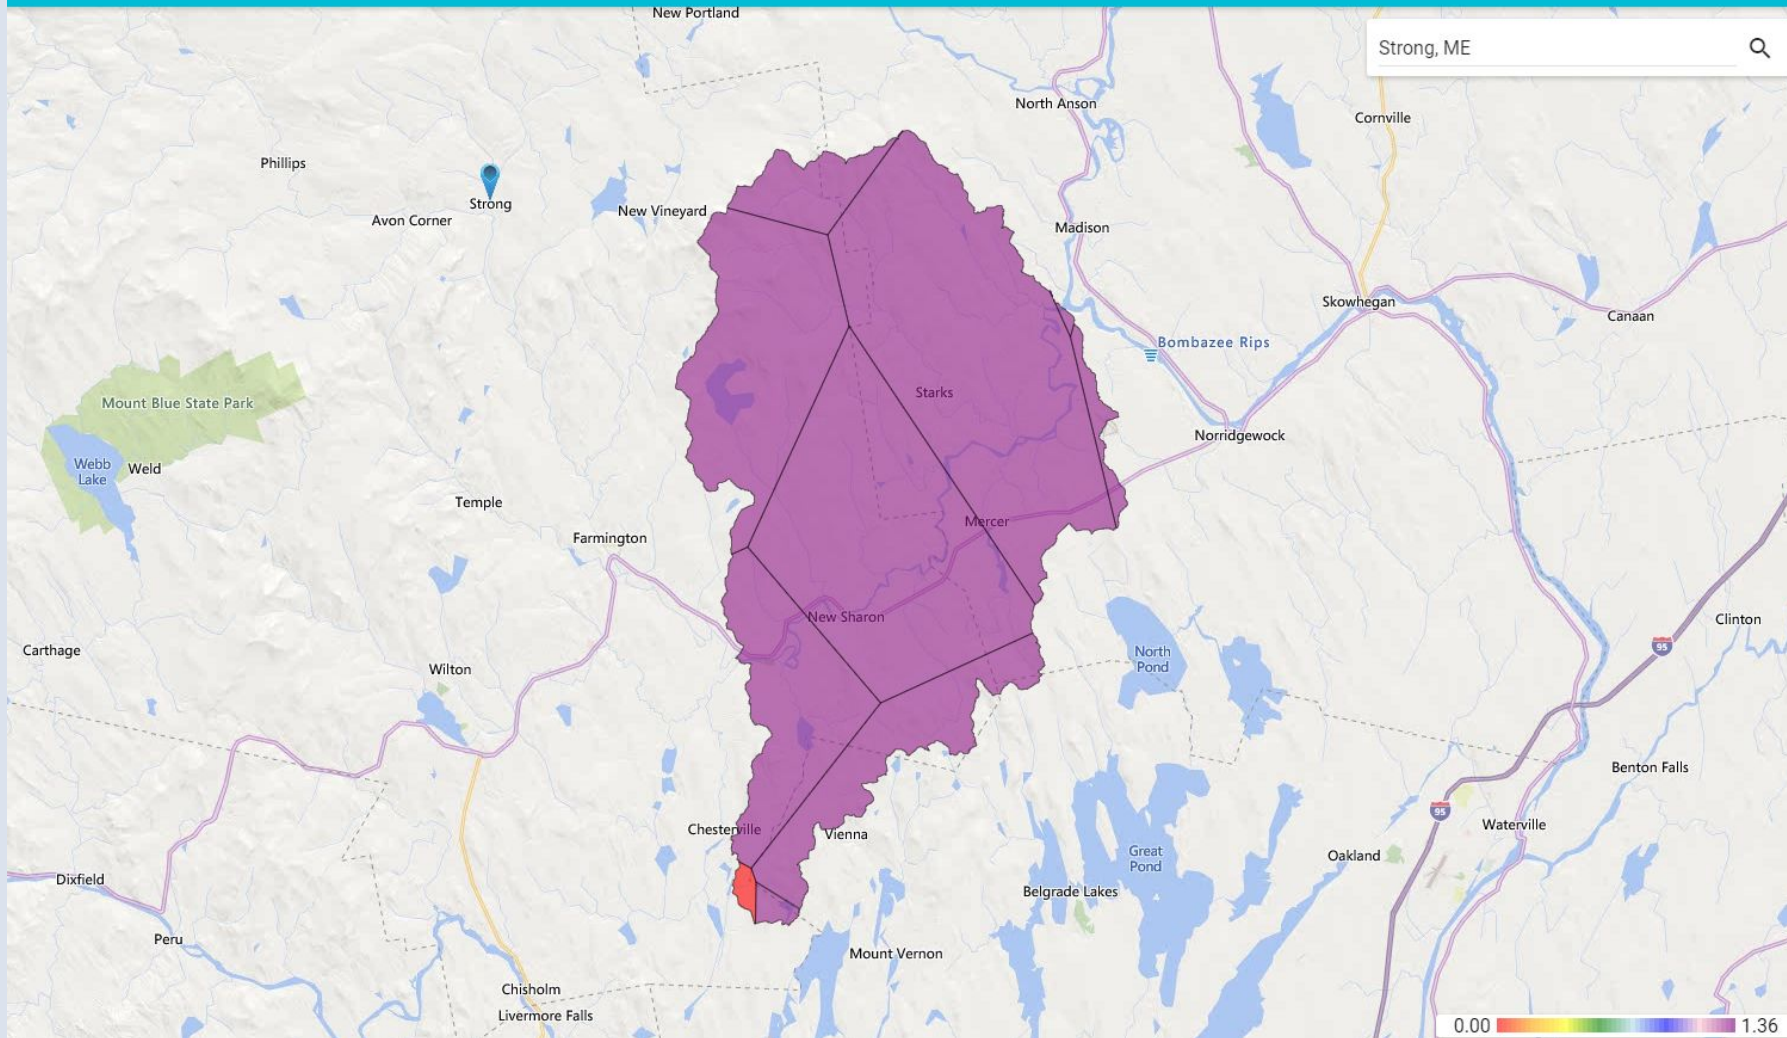 New Portland
Strong, ME
North Anson
Cornville
Phillips
Strong
Avon Corner
New Vineyard
Madison
Skowhegan
Canaan
Bombazee Rips
Starks
Mount Blue State Park
Norridgewock
Webb
Lake
Weld
Temple
Mercer
Farmington
New Sharon
Clinton
95
Carthage
North
Pond
Wilton
Benton Falls
95
Chesterville
Vienna
Waterville
Great
Pond
Oakland
Dixfield
Belgrade Lakes
Peru
Mount Vernon
Chisholm
Livermore Falls
0.00
1.36